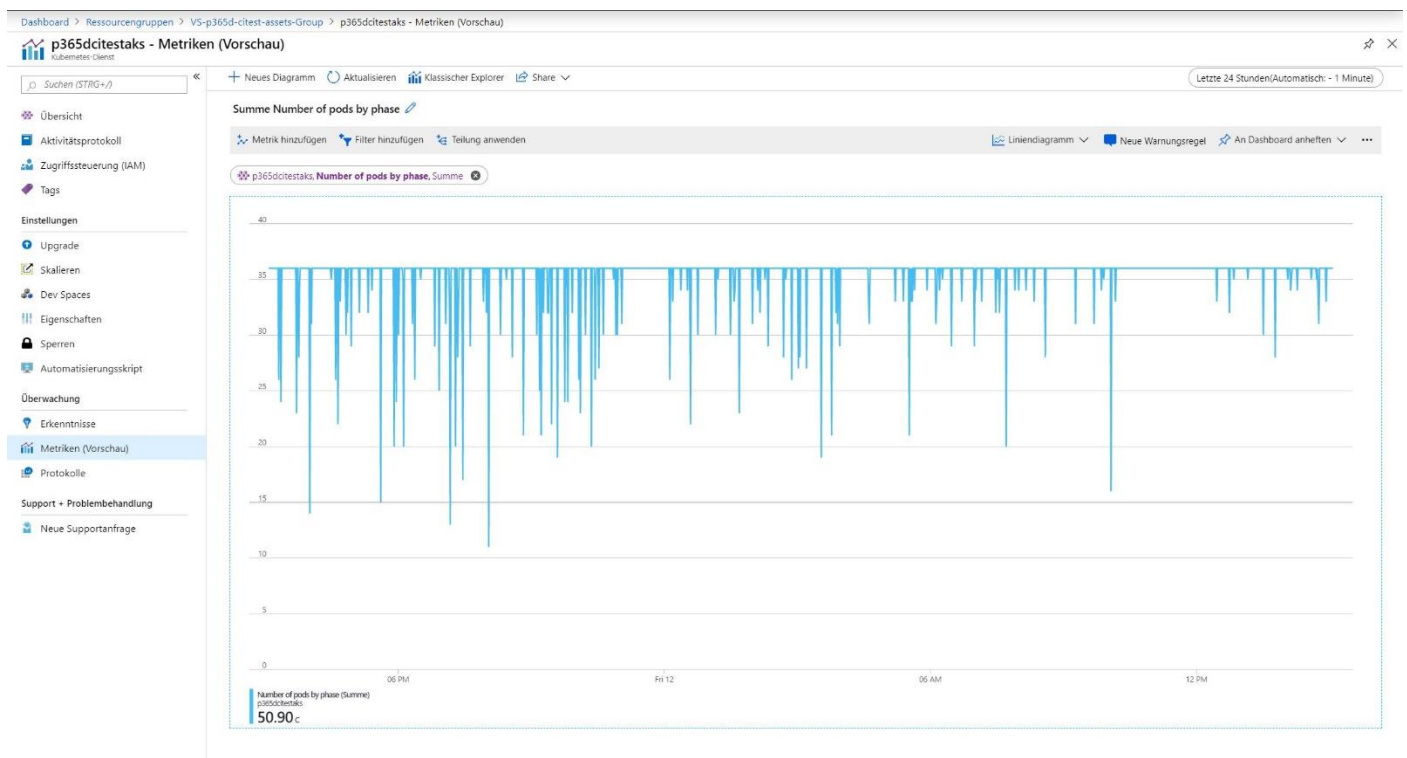 Dashboard > Ressourcengruppen > VS-p365d-citest-assets-Group > p365dcitestaks - Metriken (Vorschau)
p365dcitestaks - Metriken (Vorschau)
Kubernetes-Dienst
Suchen (STRG+/)
«
Übersicht
Aktivitätsprotokoll
Zugriffssteuerung (IAM)
Tags
Einstellungen
Upgrade
Skalieren
Dev Spaces
Eigenschaften
Sperren
Automatisierungsskript
Überwachung
Erkenntnisse
Metriken (Vorschau)
Protokolle
Support + Problembehandlung
Neue Supportanfrage
Neues Diagramm Aktualisieren Klassischer Explorer Share
Letzte 24 Stunden(Automatisch: - 1 Minute)
Summe Number of pods by phase
Metrik hinzufügen Filter hinzufügen Teilung anwenden
Liniendiagramm Neue Warnungsregel An Dashboard anheften ...
p365dcitestaks, Number of pods by phase, Summe
40
35
30
25
20
15
10
5
0
06 PM Fri 12 06 AM 12 PM
Number of pods by phase (Summe)
p365dcitestaks
50.90 c